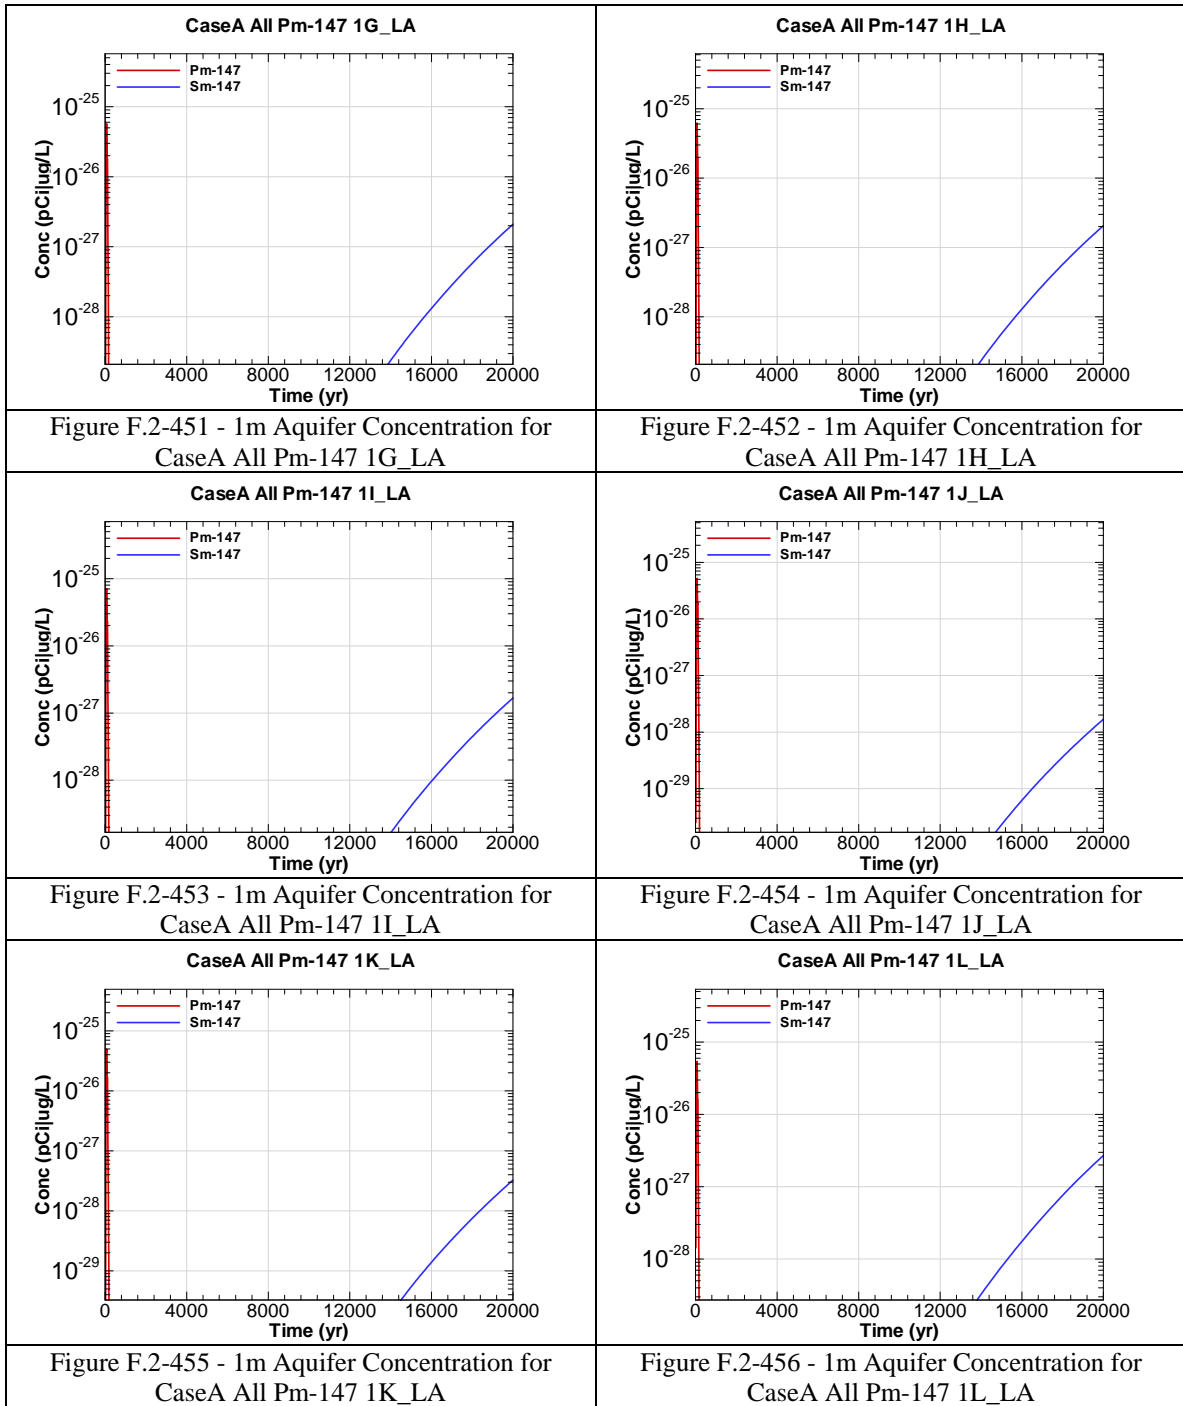 CaseA All Pm-147 1G_LA
Pm-147
Sm-147
10-25
10-26
10-27
10-28
Conc (pCi|ug/L)
0 4000 8000 12000 16000 20000
Time (yr)
Figure F.2-451 - 1m Aquifer Concentration for
CaseA All Pm-147 1G_LA
CaseA All Pm-147 1H_LA
Pm-147
Sm-147
10-25
10-26
10-27
10-28
Conc (pCi|ug/L)
0 4000 8000 12000 16000 20000
Time (yr)
Figure F.2-452 - 1m Aquifer Concentration for
CaseA All Pm-147 1H_LA
CaseA All Pm-147 1I_LA
Pm-147
Sm-147
10-25
10-26
10-27
10-28
Conc (pCi|ug/L)
0 4000 8000 12000 16000 20000
Time (yr)
Figure F.2-453 - 1m Aquifer Concentration for
CaseA All Pm-147 1I_LA
CaseA All Pm-147 1J_LA
Pm-147
Sm-147
10-25
10-26
10-27
10-28
10-29
Conc (pCi|ug/L)
0 4000 8000 12000 16000 20000
Time (yr)
Figure F.2-454 - 1m Aquifer Concentration for
CaseA All Pm-147 1J_LA
CaseA All Pm-147 1K_LA
Pm-147
Sm-147
10-25
10-26
10-27
10-28
10-29
Conc (pCi|ug/L)
0 4000 8000 12000 16000 20000
Time (yr)
Figure F.2-455 - 1m Aquifer Concentration for
CaseA All Pm-147 1K_LA
CaseA All Pm-147 1L_LA
Pm-147
Sm-147
10-25
10-26
10-27
10-28
Conc (pCi|ug/L)
0 4000 8000 12000 16000 20000
Time (yr)
Figure F.2-456 - 1m Aquifer Concentration for
CaseA All Pm-147 1L_LA